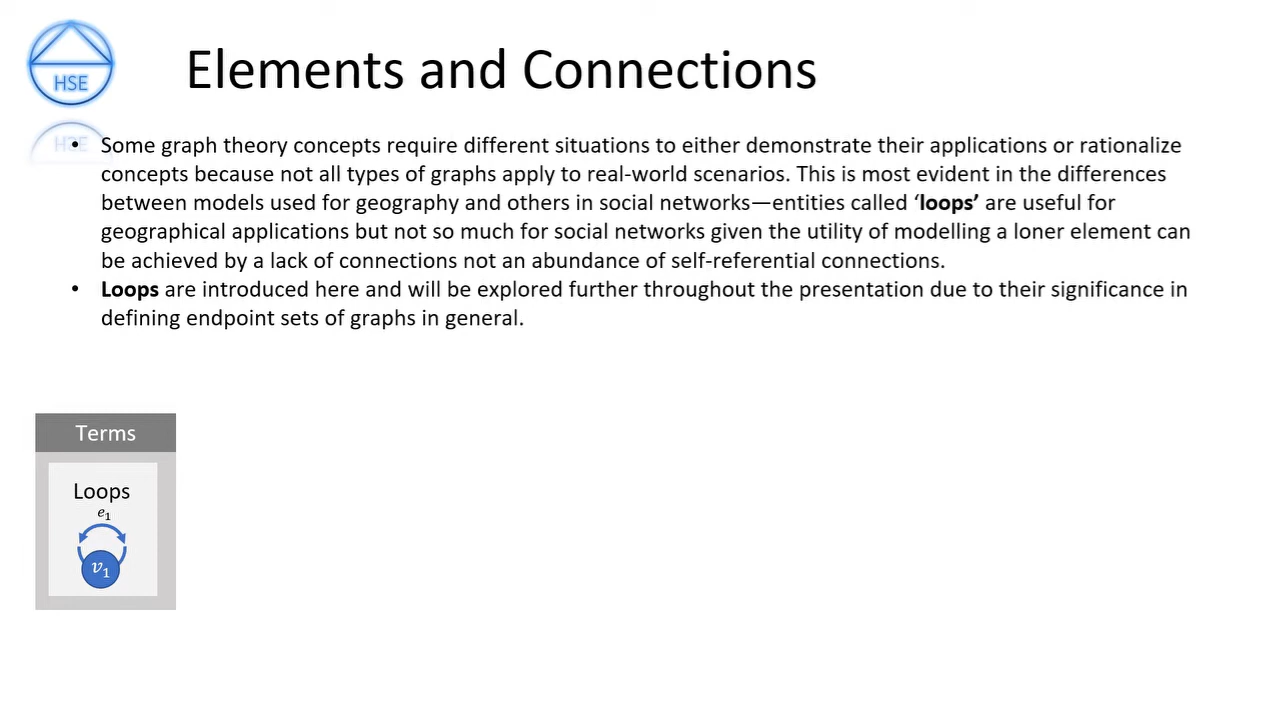 HSE
Elements and Connections
• Some graph theory concepts require different situations to either demonstrate their applications or rationalize
concepts because not all types of graphs apply to real-world scenarios. This is most evident in the differences
between models used for geography and others in social networks—entities called ‘loops’ are useful for
geographical applications but not so much for social networks given the utility of modelling a loner element can
be achieved by a lack of connections not an abundance of self-referential connections.
• Loops are introduced here and will be explored further throughout the presentation due to their significance in
defining endpoint sets of graphs in general.
Terms
Loops
e₁
v₁